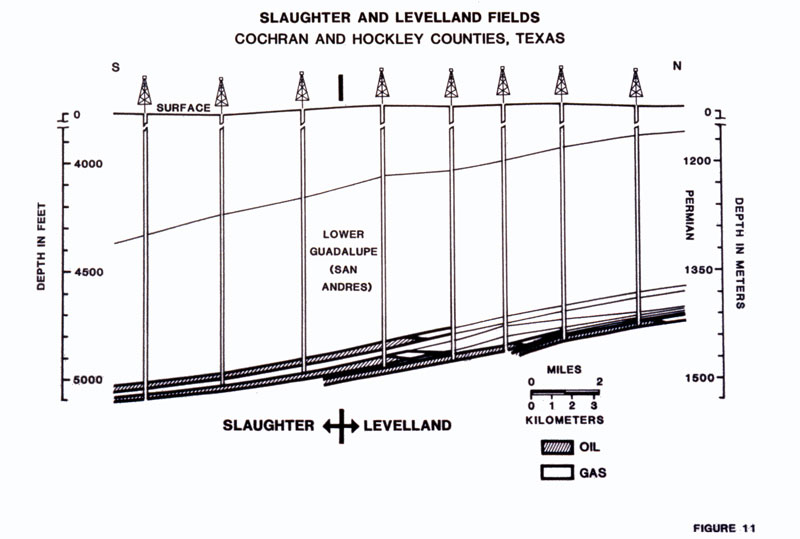 SLAUGHTER AND LEVELLAND FIELDS
COCHRAN AND HOCKLEY COUNTIES, TEXAS
S
N
SURFACE
0
0
4000
1200
DEPTH IN FEET
LOWER
GUADALUPE
(SAN
ANDRES)
PERMIAN
DEPTH IN METERS
4500
1350
5000
1500
MILES
0 2
0 1 2 3
KILOMETERS
SLAUGHTER LEVELLAND
OIL
GAS
FIGURE 11